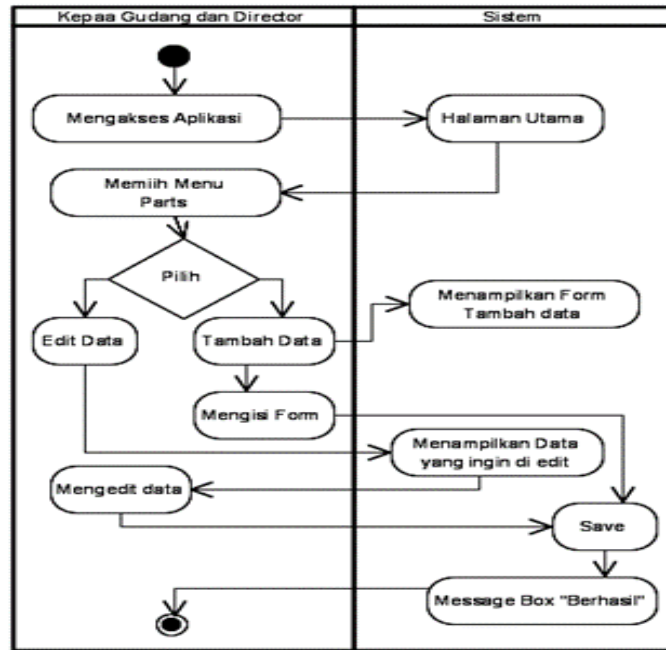 Kepaa Gudang dan Director
Sistem
Mengakses Aplikasi
Halaman Utama
Memiih Menu
Parts
Pilih
Menampilkan Form
Tambah data
Edit Data
Tambah Data
Mengisi Form
Menampilkan Data
yang ingin di edit
Mengedit data
Save
Message Box "Berhasil"